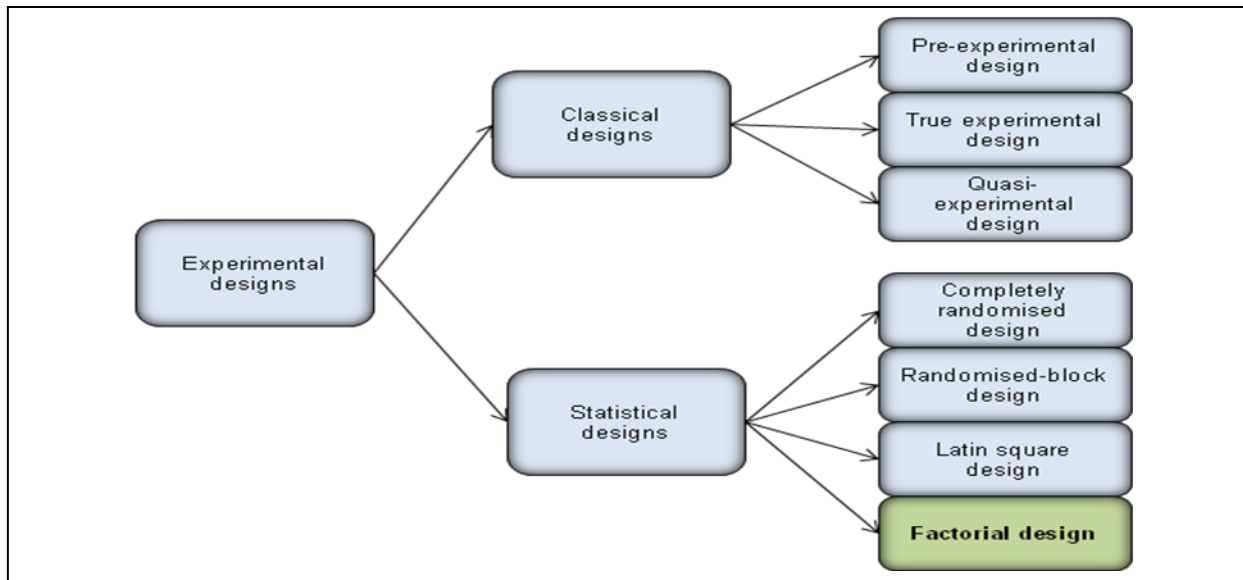 Experimental
designs
Classical
designs
Pre-experimental
design
True experimental
design
Quasi-
experimental
design
Statistical
designs
Completely
randomised
design
Randomised-block
design
Latin square
design
Factorial design